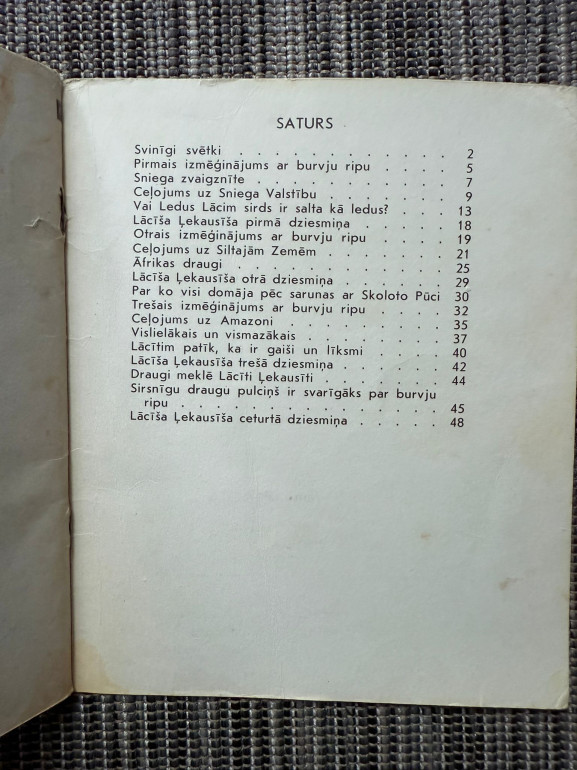 SATURS
Svinīgi svētki . . . . . . . . . . . 2
Pirmais izmēģinājums ar burvju ripu . . . . 5
Sniega zvaigznīte . . . . . . . . . . 7
Ceļojums uz Sniega Valstību . . . . . . 9
Vai Ledus Lācim sirds ir salta kā ledus? . . . 13
Lācīša Ļekausīša pirmā dziesmiņa . . . . . 18
Otrais izmēģinājums ar burvju ripu . . . . 19
Ceļojums uz Siltajām Zemēm . . . . . . 21
Āfrikas draugi . . . . . . . . . . . 25
Lācīša Ļekausīša otrā dziesmiņa . . . . . 29
Par ko visi domāja pēc sarunas ar Skoloto Pūci 30
Trešais izmēģinājums ar burvju ripu . . . . 32
Ceļojums uz Amazoni . . . . . . . . 35
Vislielākais un vismazākais . . . . . . . 37
Lācītim patīk, ka ir gaiši un līksmi . . . . 40
Lācīša Ļekausīša trešā dziesmiņa . . . . . 42
Draugi meklē Lācīti Ļekausīti . . . . . . 44
Sirsnīgu draugu pulciņš ir svarīgāks par burvju
ripu . . . . . . . . . . . . . . 45
Lācīša Ļekausīša ceturtā dziesmiņa . . . . . 48